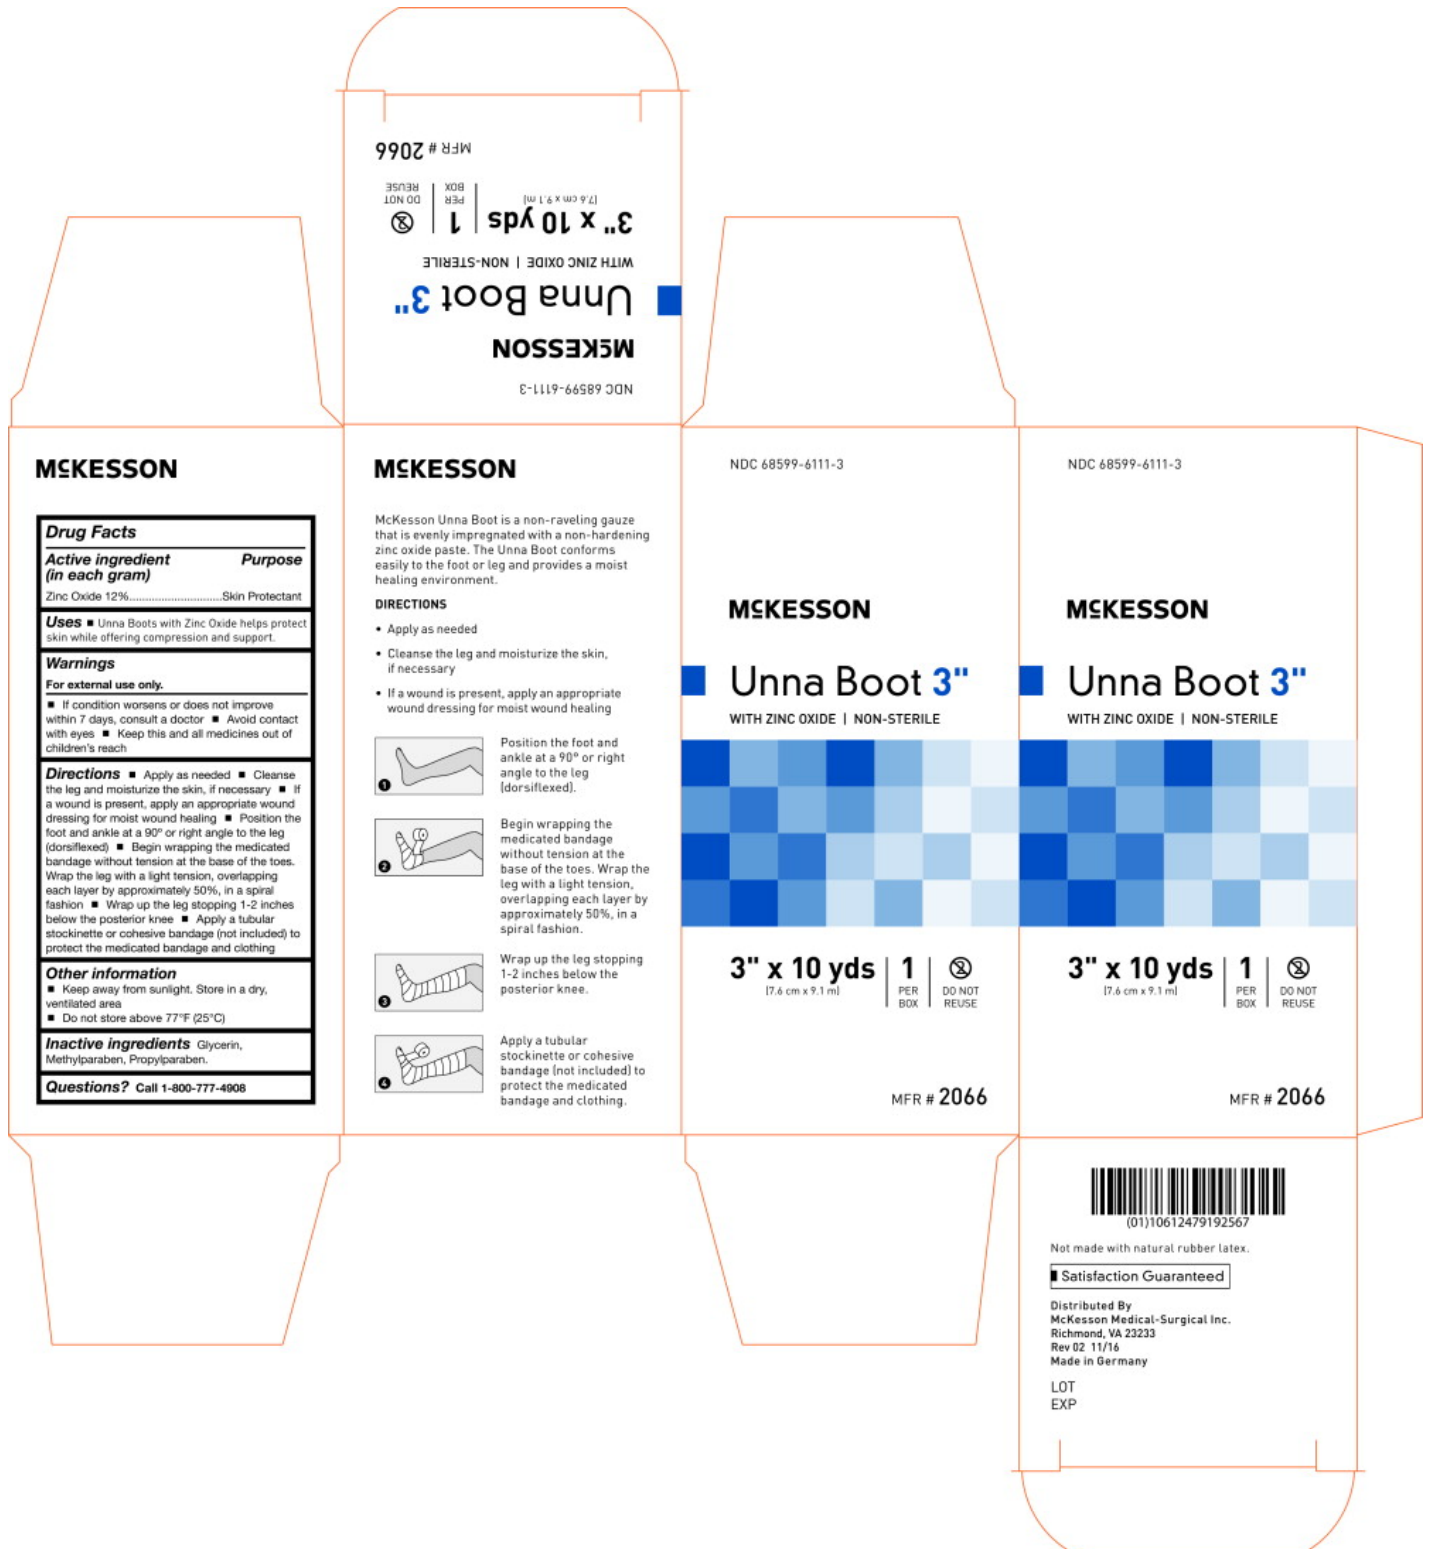 MFR # 2066
3" x 10 yds
(7.6 cm x 9.1 m)
1
PER
BOX
DO NOT
REUSE
WITH ZINC OXIDE | NON-STERILE
Unna Boot 3"
McKESSON
NDC 68599-6111-3
McKESSON
Drug Facts
Active ingredient Purpose
(in each gram)
Zinc Oxide 12%..............................Skin Protectant
Uses ■ Unna Boots with Zinc Oxide helps protect
skin while offering compression and support.
Warnings
For external use only.
■ If condition worsens or does not improve
within 7 days, consult a doctor ■ Avoid contact
with eyes ■ Keep this and all medicines out of
children's reach
Directions ■ Apply as needed ■ Cleanse
the leg and moisturize the skin, if necessary ■ If
a wound is present, apply an appropriate wound
dressing for moist wound healing ■ Position the
foot and ankle at a 90° or right angle to the leg
(dorsiflexed) ■ Begin wrapping the medicated
bandage without tension at the base of the toes.
Wrap the leg with a light tension, overlapping
each layer by approximately 50%, in a spiral
fashion ■ Wrap up the leg stopping 1-2 inches
below the posterior knee ■ Apply a tubular
stockinette or cohesive bandage (not included) to
protect the medicated bandage and clothing
Other information
■ Keep away from sunlight. Store in a dry,
ventilated area
■ Do not store above 77°F (25°C)
Inactive ingredients Glycerin,
Methylparaben, Propylparaben.
Questions? Call 1-800-777-4908
McKESSON
McKesson Unna Boot is a non-raveling gauze
that is evenly impregnated with a non-hardening
zinc oxide paste. The Unna Boot conforms
easily to the foot or leg and provides a moist
healing environment.
DIRECTIONS
• Apply as needed
• Cleanse the leg and moisturize the skin,
if necessary
• If a wound is present, apply an appropriate
wound dressing for moist wound healing
1
Position the foot and
ankle at a 90° or right
angle to the leg
(dorsiflexed).
2
Begin wrapping the
medicated bandage
without tension at the
base of the toes. Wrap the
leg with a light tension,
overlapping each layer by
approximately 50%, in a
spiral fashion.
3
Wrap up the leg stopping
1-2 inches below the
posterior knee.
4
Apply a tubular
stockinette or cohesive
bandage (not included) to
protect the medicated
bandage and clothing.
NDC 68599-6111-3
McKESSON
Unna Boot 3"
WITH ZINC OXIDE | NON-STERILE
3" x 10 yds
(7.6 cm x 9.1 m)
1
PER
BOX
2
DO NOT
REUSE
MFR # 2066
NDC 68599-6111-3
McKESSON
Unna Boot 3"
WITH ZINC OXIDE | NON-STERILE
3" x 10 yds
(7.6 cm x 9.1 m)
1
PER
BOX
2
DO NOT
REUSE
MFR # 2066
(01)10612479192567
Not made with natural rubber latex.
Satisfaction Guaranteed
Distributed By
McKesson Medical-Surgical Inc.
Richmond, VA 23233
Rev 02 11/16
Made in Germany
LOT
EXP